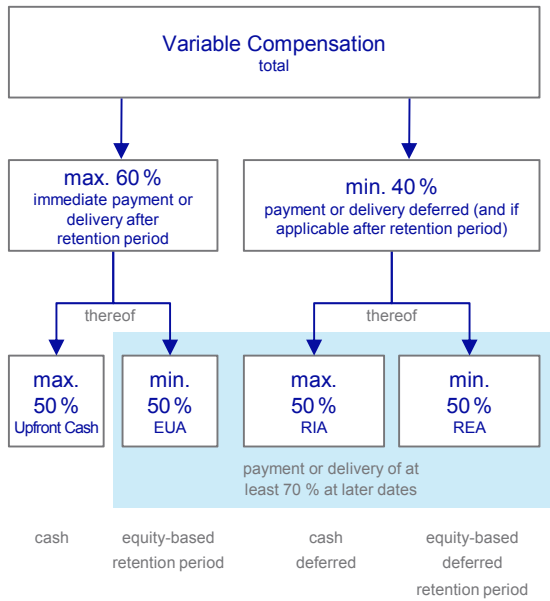 Variable Compensation
total
max. 60 %
immediate payment or
delivery after
retention period
min. 40 %
payment or delivery deferred (and if
applicable after retention period)
thereof
thereof
max.
50 %
Upfront Cash
min.
50 %
EUA
max.
50 %
RIA
min.
50 %
REA
payment or delivery of at
least 70 % at later dates
cash
equity-based
retention period
cash
deferred
equity-based
deferred
retention period